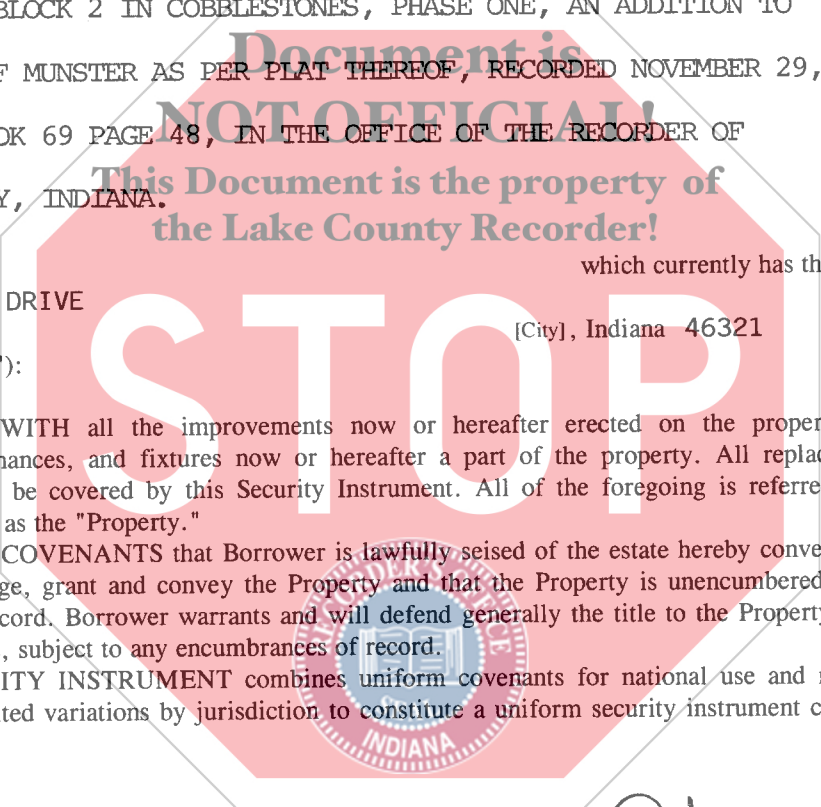 BLOCK 2 IN COBBLESTONES, PHASE ONE, AN ADDITION TO
Document is
F MUNSTER AS PER PLAT THEREOF, RECORDED NOVEMBER 29,
NOT OFFICIAL!
OK 69 PAGE 48, IN THE OFFICE OF THE RECORDER OF
This Document is the property of
Y, INDIANA.
the Lake County Recorder!
which currently has th
DRIVE
[City], Indiana 46321
"):
STOP
WITH all the improvements now or hereafter erected on the proper
nances, and fixtures now or hereafter a part of the property. All replac
be covered by this Security Instrument. All of the foregoing is referre
as the "Property."
COVENANTS that Borrower is lawfully seised of the estate hereby conve
ge, grant and convey the Property and that the Property is unencumbered
cord. Borrower warrants and will defend generally the title to the Property
, subject to any encumbrances of record.
ITY INSTRUMENT combines uniform covenants for national use and n
ted variations by jurisdiction to constitute a uniform security instrument c
INDIANA